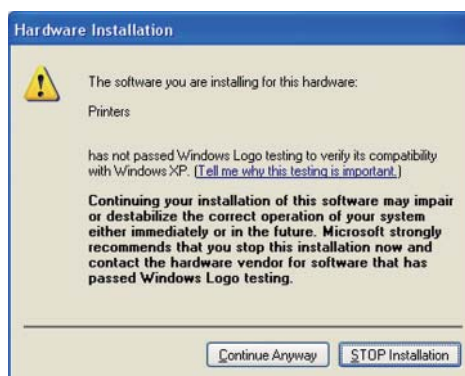 Hardware Installation
The software you are installing for this hardware:
Printers
has not passed Windows Logo testing to verify its compatibility
with Windows XP. (Tell me why this testing is important.)
Continuing your installation of this software may impair
or destabilize the correct operation of your system
either immediately or in the future. Microsoft strongly
recommends that you stop this installation now and
contact the hardware vendor for software that has
passed Windows Logo testing.
Continue Anyway
STOP Installation